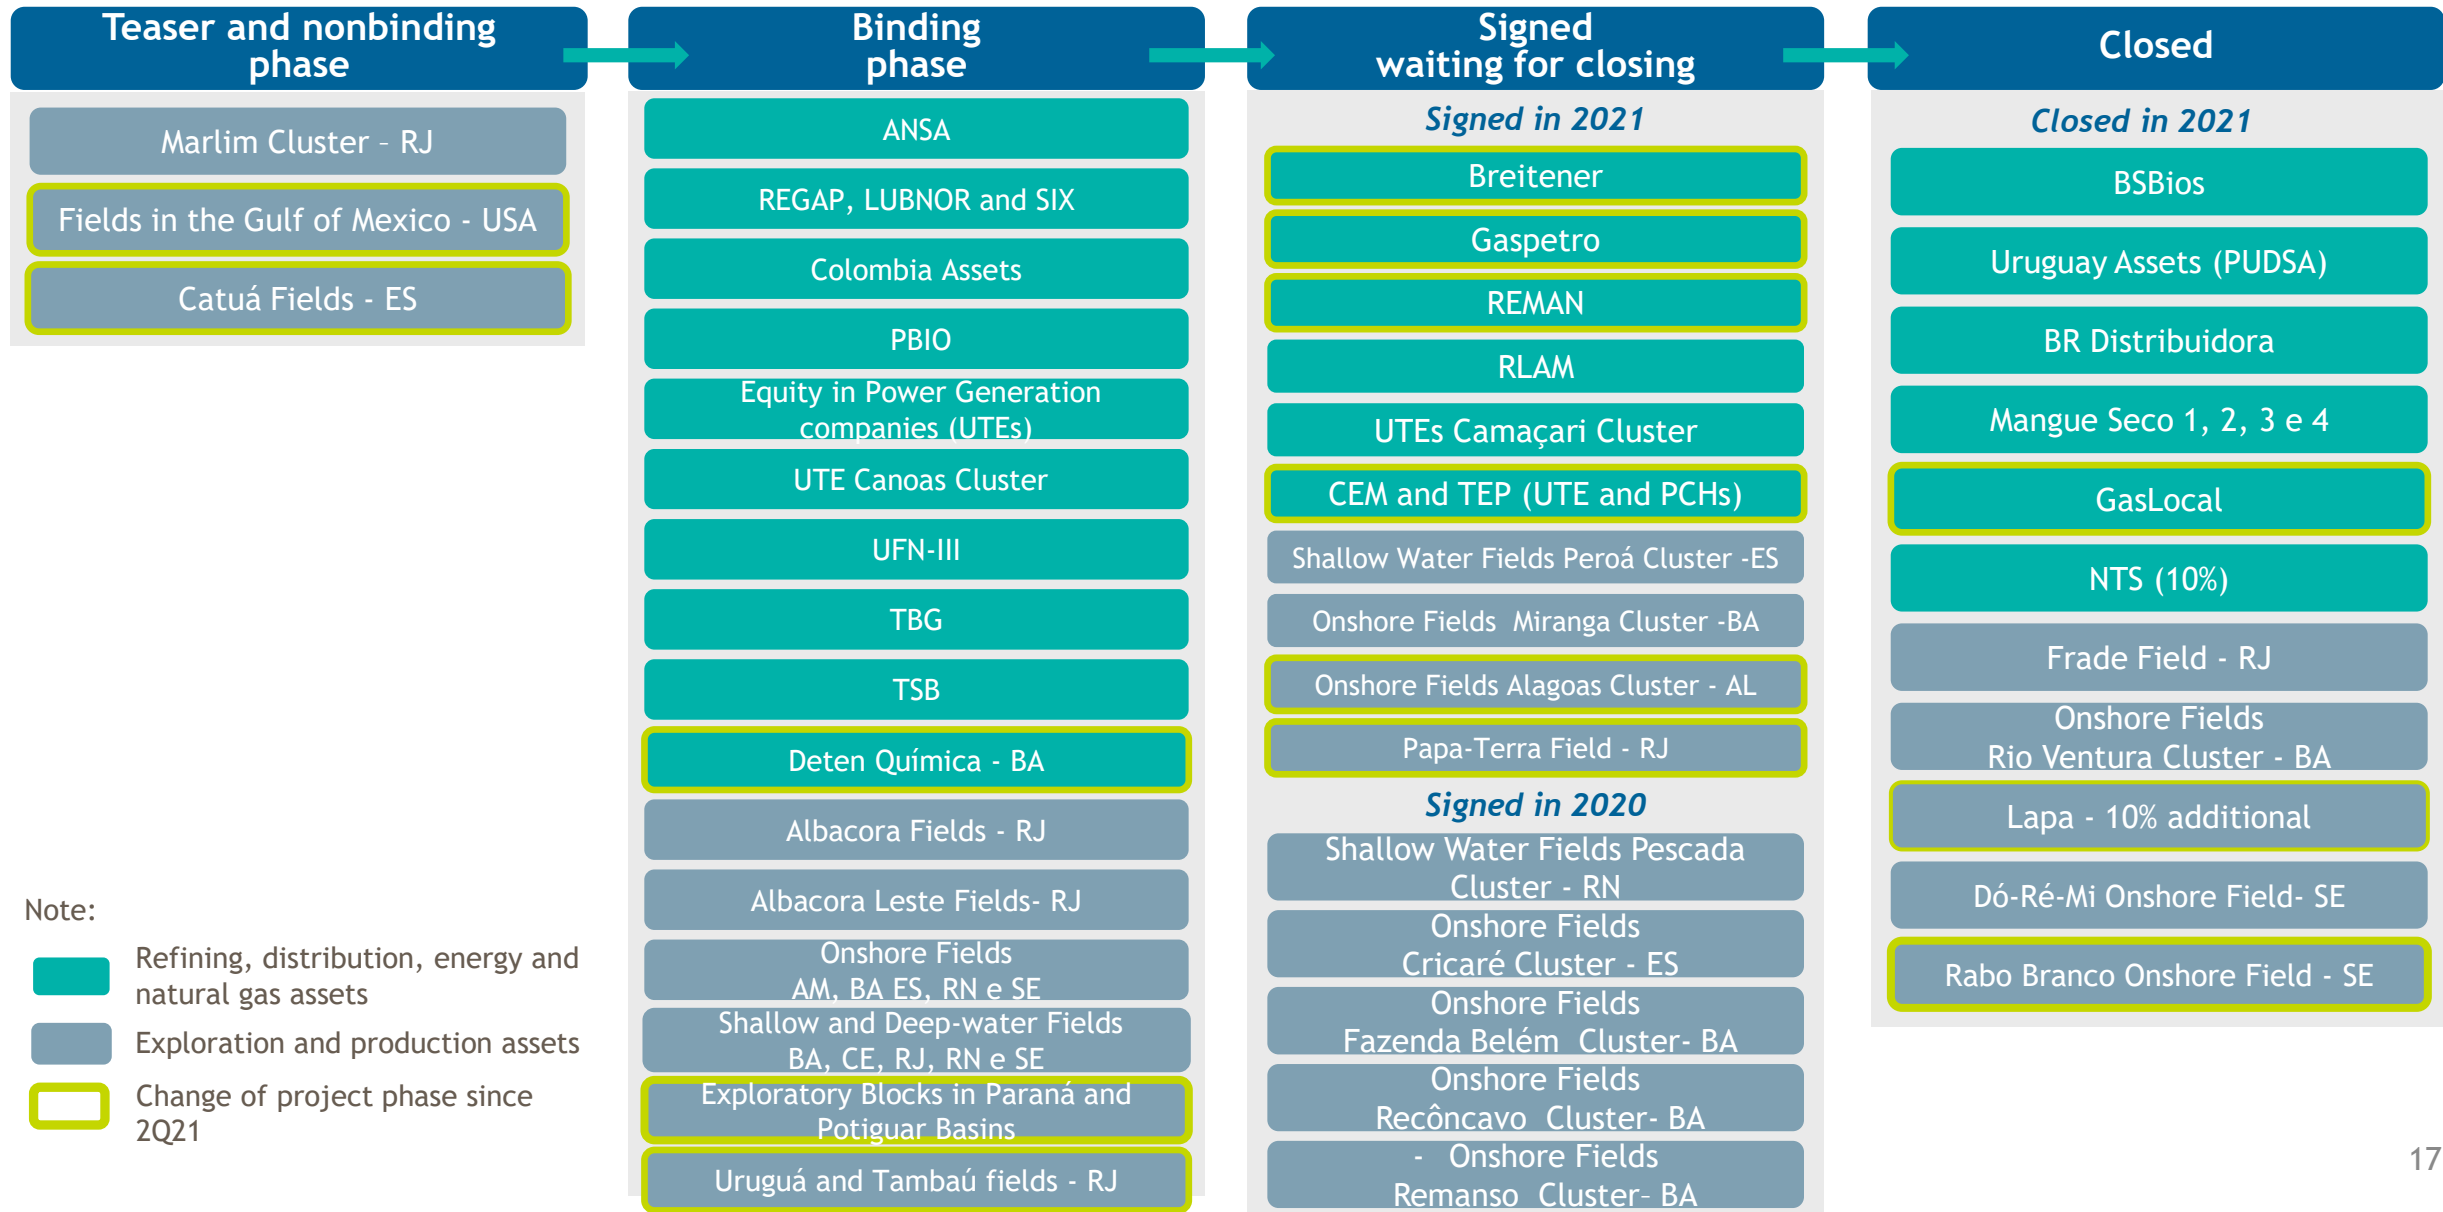 Teaser and nonbinding
phase
Marlim Cluster – RJ
Fields in the Gulf of Mexico - USA
Catuá Fields - ES
Binding
phase
ANSA
REGAP, LUBNOR and SIX
Colombia Assets
PBIO
Equity in Power Generation
companies (UTEs)
UTE Canoas Cluster
UFN-III
TBG
TSB
Deten Química - BA
Albacora Fields - RJ
Albacora Leste Fields- RJ
Onshore Fields
AM, BA ES, RN e SE
Shallow and Deep-water Fields
BA, CE, RJ, RN e SE
Exploratory Blocks in Paraná and
Potiguar Basins
Uruguá and Tambaú fields - RJ
Signed
waiting for closing
Signed in 2021
Breitener
Gaspetro
REMAN
RLAM
UTEs Camaçari Cluster
CEM and TEP (UTE and PCHs)
Shallow Water Fields Peroá Cluster -ES
Onshore Fields  Miranga Cluster -BA
Onshore Fields Alagoas Cluster - AL
Papa-Terra Field - RJ
Signed in 2020
Shallow Water Fields Pescada
Cluster - RN
Onshore Fields
Cricaré Cluster - ES
Onshore Fields
Fazenda Belém  Cluster- BA
Onshore Fields
Recôncavo  Cluster- BA
-  Onshore Fields
Remanso  Cluster– BA
Closed
Closed in 2021
BSBios
Uruguay Assets (PUDSA)
BR Distribuidora
Mangue Seco 1, 2, 3 e 4
GasLocal
NTS (10%)
Frade Field - RJ
Onshore Fields
Rio Ventura Cluster - BA
Lapa - 10% additional
Dó-Ré-Mi Onshore Field- SE
Rabo Branco Onshore Field - SE
Note:
Refining, distribution, energy and
natural gas assets
Exploration and production assets
Change of project phase since
2Q21
17